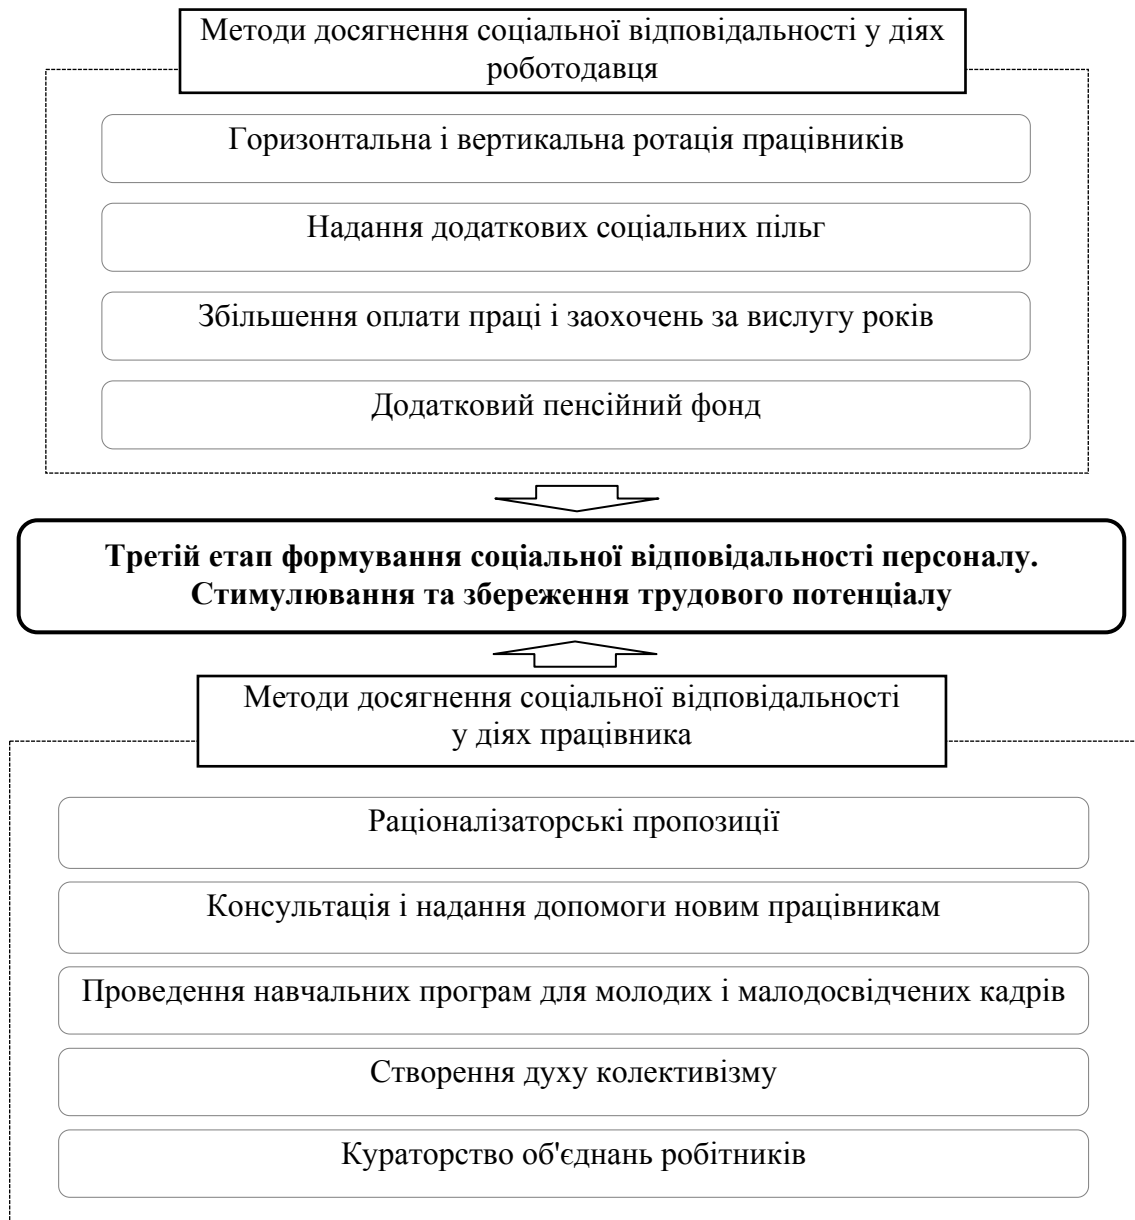 Методи досягнення соціальної відповідальності у діях
роботодавця
Горизонтальна і вертикальна ротація працівників
Надання додаткових соціальних пільг
Збільшення оплати праці і заохочень за вислугу років
Додатковий пенсійний фонд
Третій етап формування соціальної відповідальності персоналу.
Стимулювання та збереження трудового потенціалу
Методи досягнення соціальної відповідальності
у діях працівника
Раціоналізаторські пропозиції
Консультація і надання допомоги новим працівникам
Проведення навчальних програм для молодих і малодосвідчених кадрів
Створення духу колективізму
Кураторство об'єднань робітників